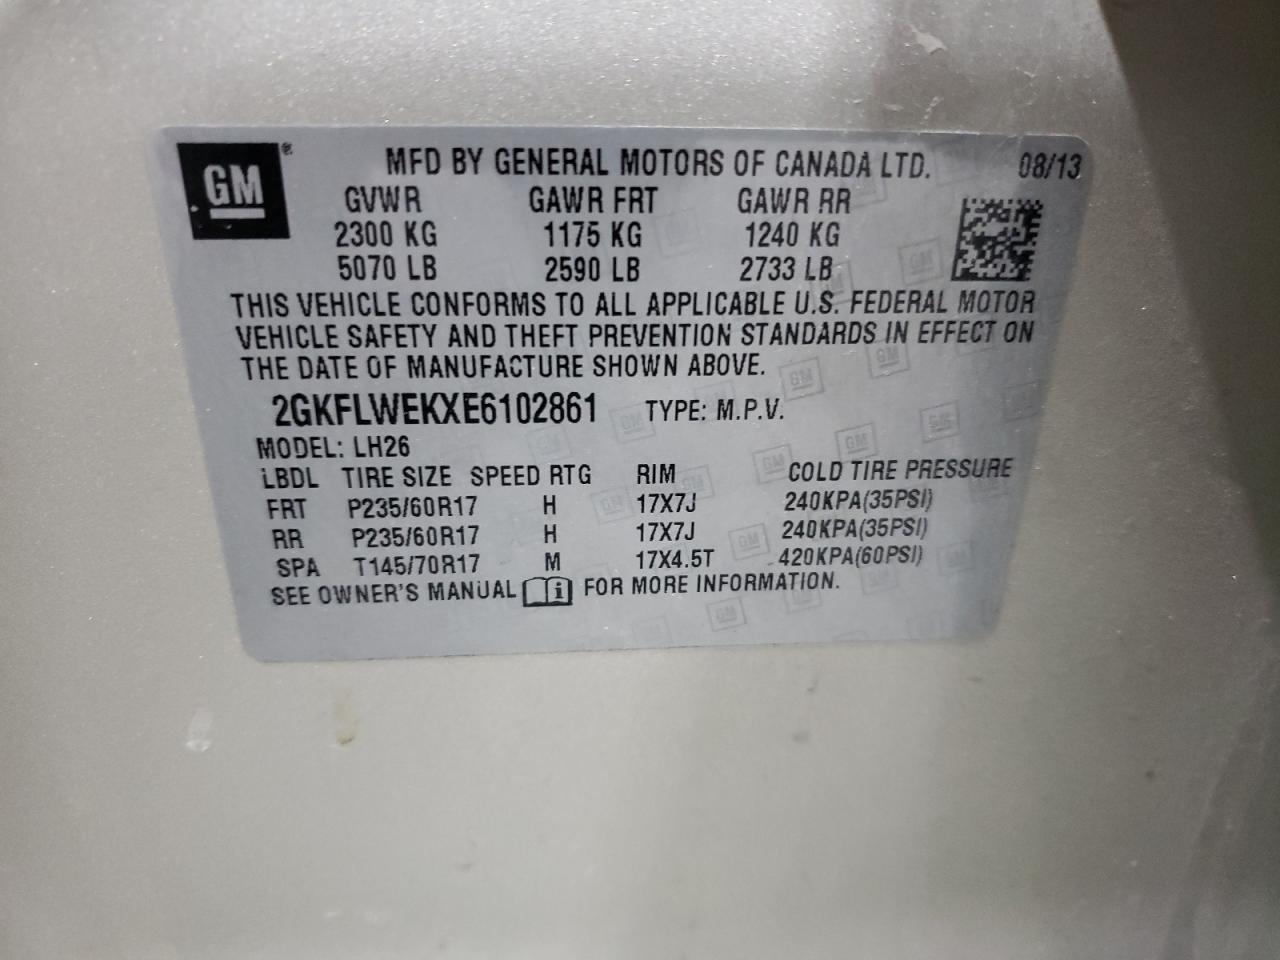 GM® MFD BY GENERAL MOTORS OF CANADA LTD. 08/13
GVWR GAWR FRT GAWR RR
2300 KG 1175 KG 1240 KG
5070 LB 2590 LB 2733 LB
THIS VEHICLE CONFORMS TO ALL APPLICABLE U.S. FEDERAL MOTOR
VEHICLE SAFETY AND THEFT PREVENTION STANDARDS IN EFFECT ON
THE DATE OF MANUFACTURE SHOWN ABOVE.
2GKFLWEKXE6102861 TYPE: M.P.V.
MODEL: LH26
LBDL TIRE SIZE SPEED RTG RIM COLD TIRE PRESSURE
FRT P235/60R17 H 17X7J 240KPA(35PSI)
RR P235/60R17 H 17X7J 240KPA(35PSI)
SPA T145/70R17 M 17X4.5T 420KPA(60PSI)
SEE OWNER'S MANUAL i FOR MORE INFORMATION.